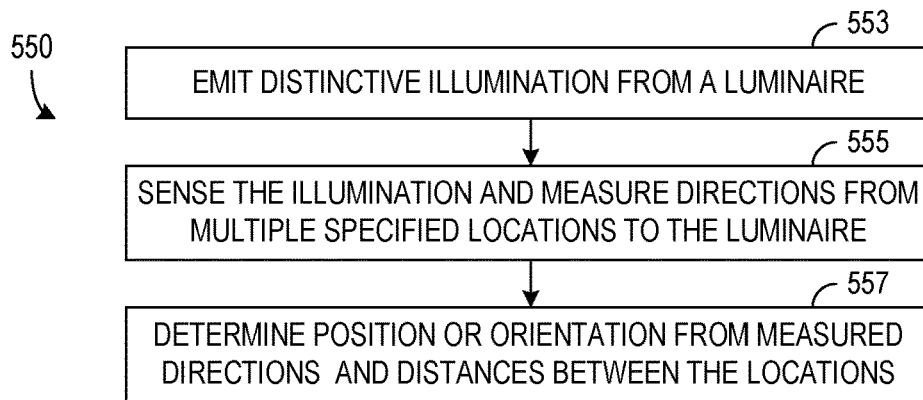 550
553
EMIT DISTINCTIVE ILLUMINATION FROM A LUMINAIRE
555
SENSE THE ILLUMINATION AND MEASURE DIRECTIONS FROM
MULTIPLE SPECIFIED LOCATIONS TO THE LUMINAIRE
557
DETERMINE POSITION OR ORIENTATION FROM MEASURED
DIRECTIONS AND DISTANCES BETWEEN THE LOCATIONS